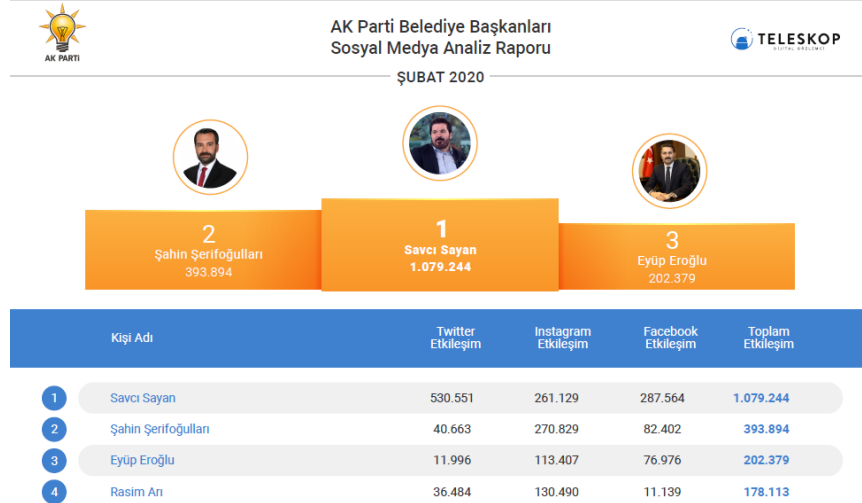 AK PARTİ
AK Parti Belediye Başkanları
Sosyal Medya Analiz Raporu
TELESKOP
DIJITAL GÖZLEMCI
ŞUBAT 2020
2
Şahin Şerifoğulları
393.894
1
Savcı Sayan
1.079.244
3
Eyüp Eroğlu
202.379
Kişi Adı Twitter Etkileşim Instagram Etkileşim Facebook Etkileşim Toplam Etkileşim
1 Savcı Sayan 530.551 261.129 287.564 1.079.244
2 Şahin Şerifoğulları 40.663 270.829 82.402 393.894
3 Eyüp Eroğlu 11.996 113.407 76.976 202.379
4 Rasim Arı 36.484 130.490 11.139 178.113